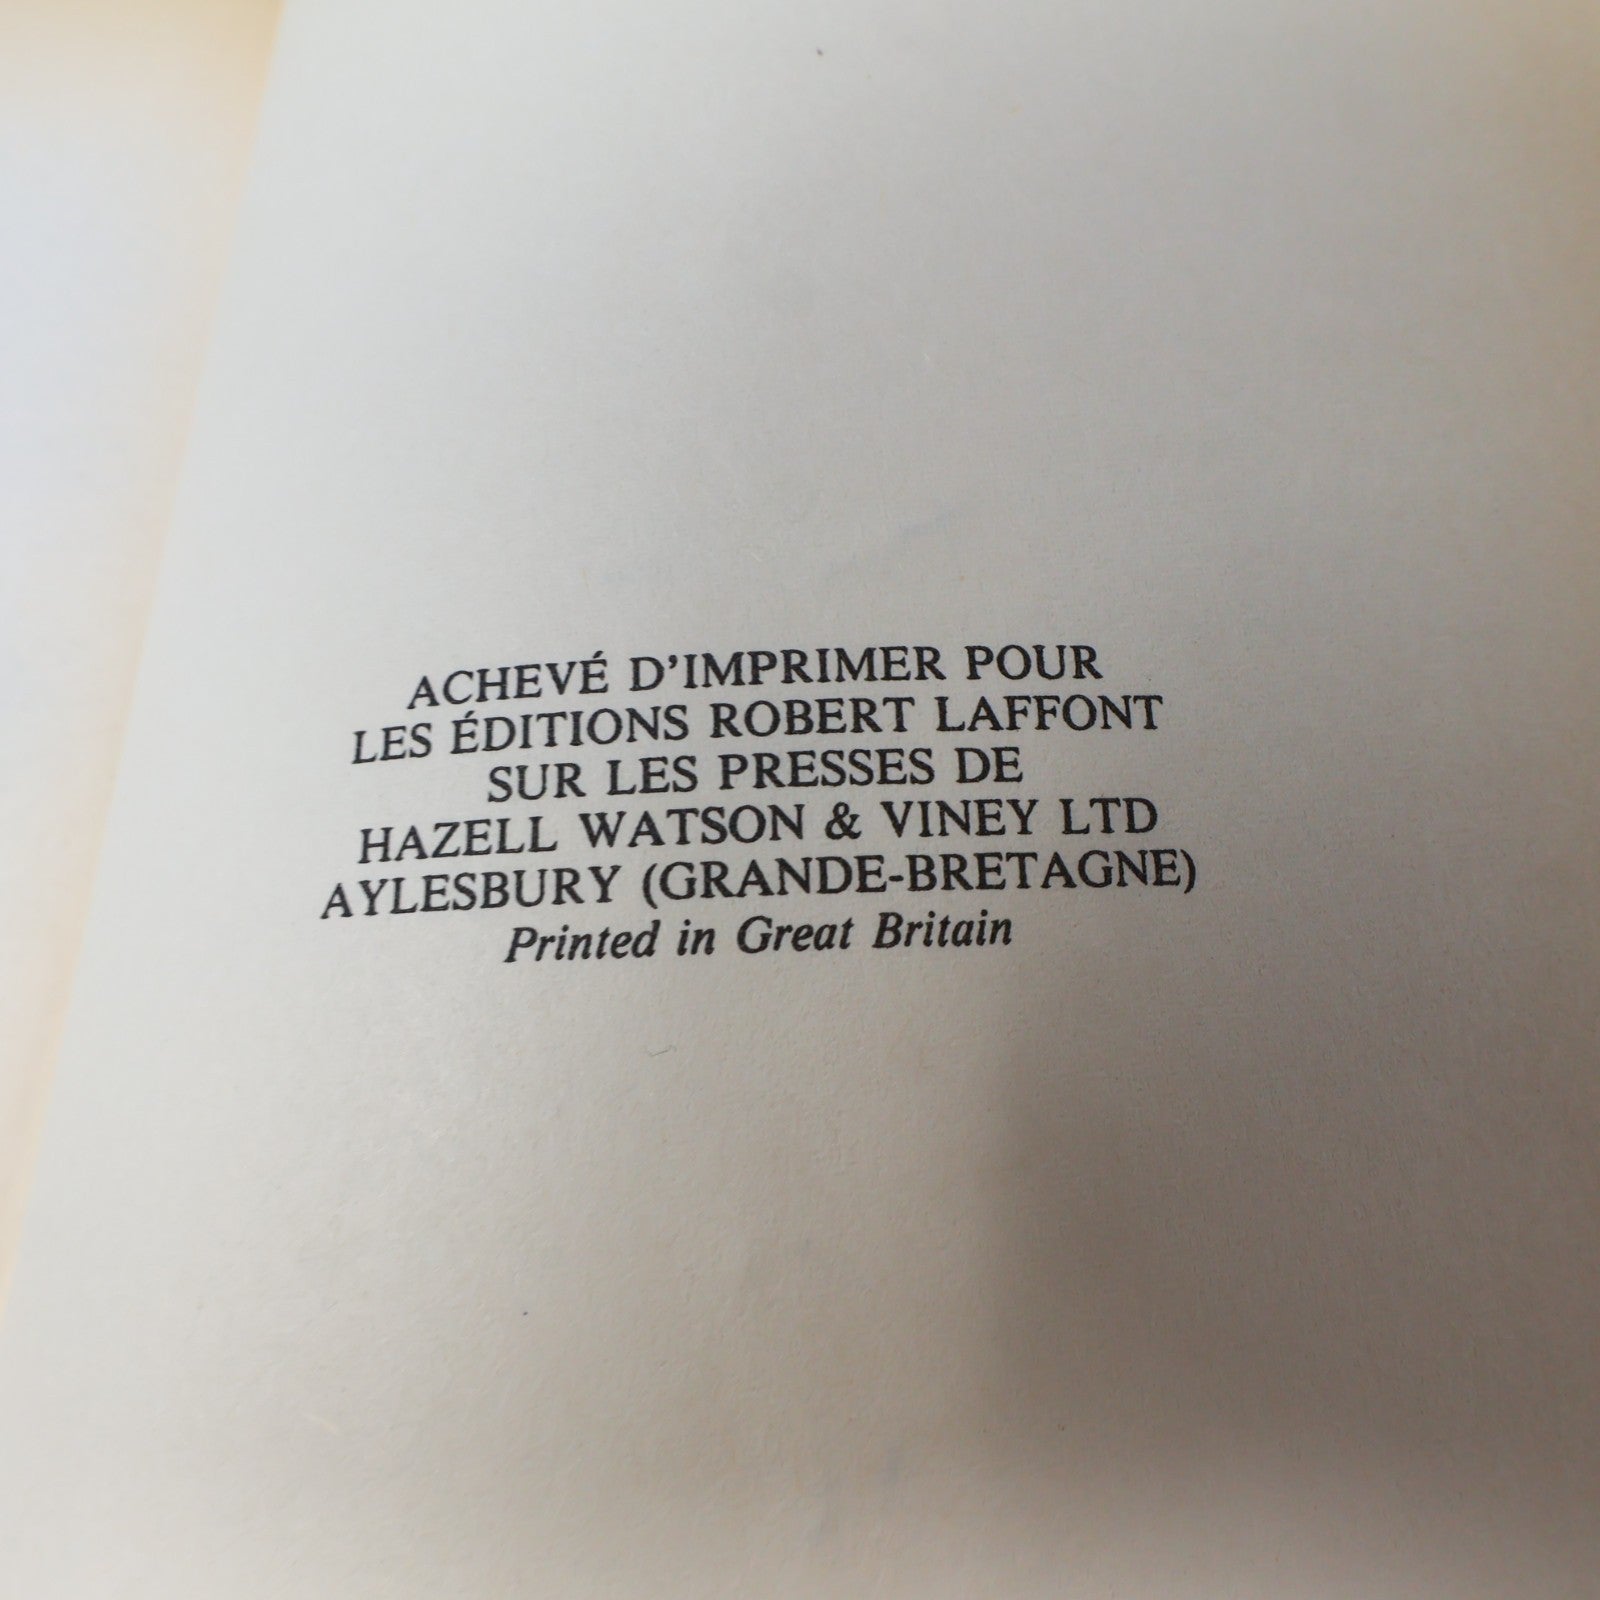 ACHEVÉ D'IMPRIMER POUR
LES ÉDITIONS ROBERT LAFFONT
SUR LES PRESSES DE
HAZELL WATSON & VINEY LTD
AYLESBURY (GRANDE-BRETAGNE)
Printed in Great Britain